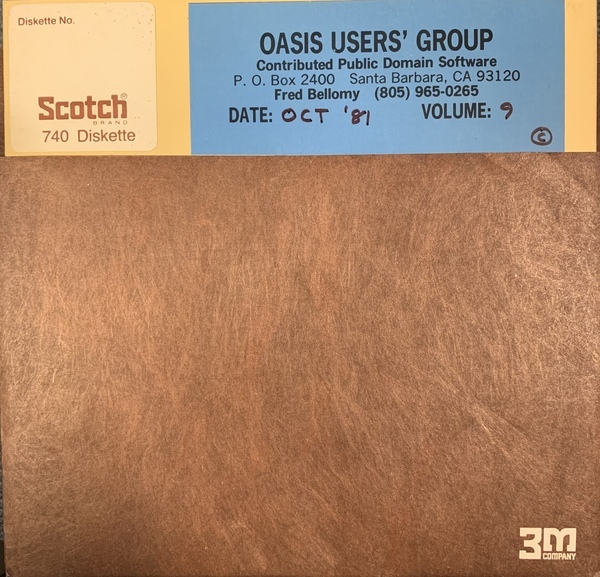 Diskette No.
Scotch®
BRAND
740 Diskette
OASIS USERS' GROUP
Contributed Public Domain Software
P. O. Box 2400 Santa Barbara, CA 93120
Fred Bellomy (805) 965-0265
DATE: OCT '81 VOLUME: 9
©
3M
COMPANY